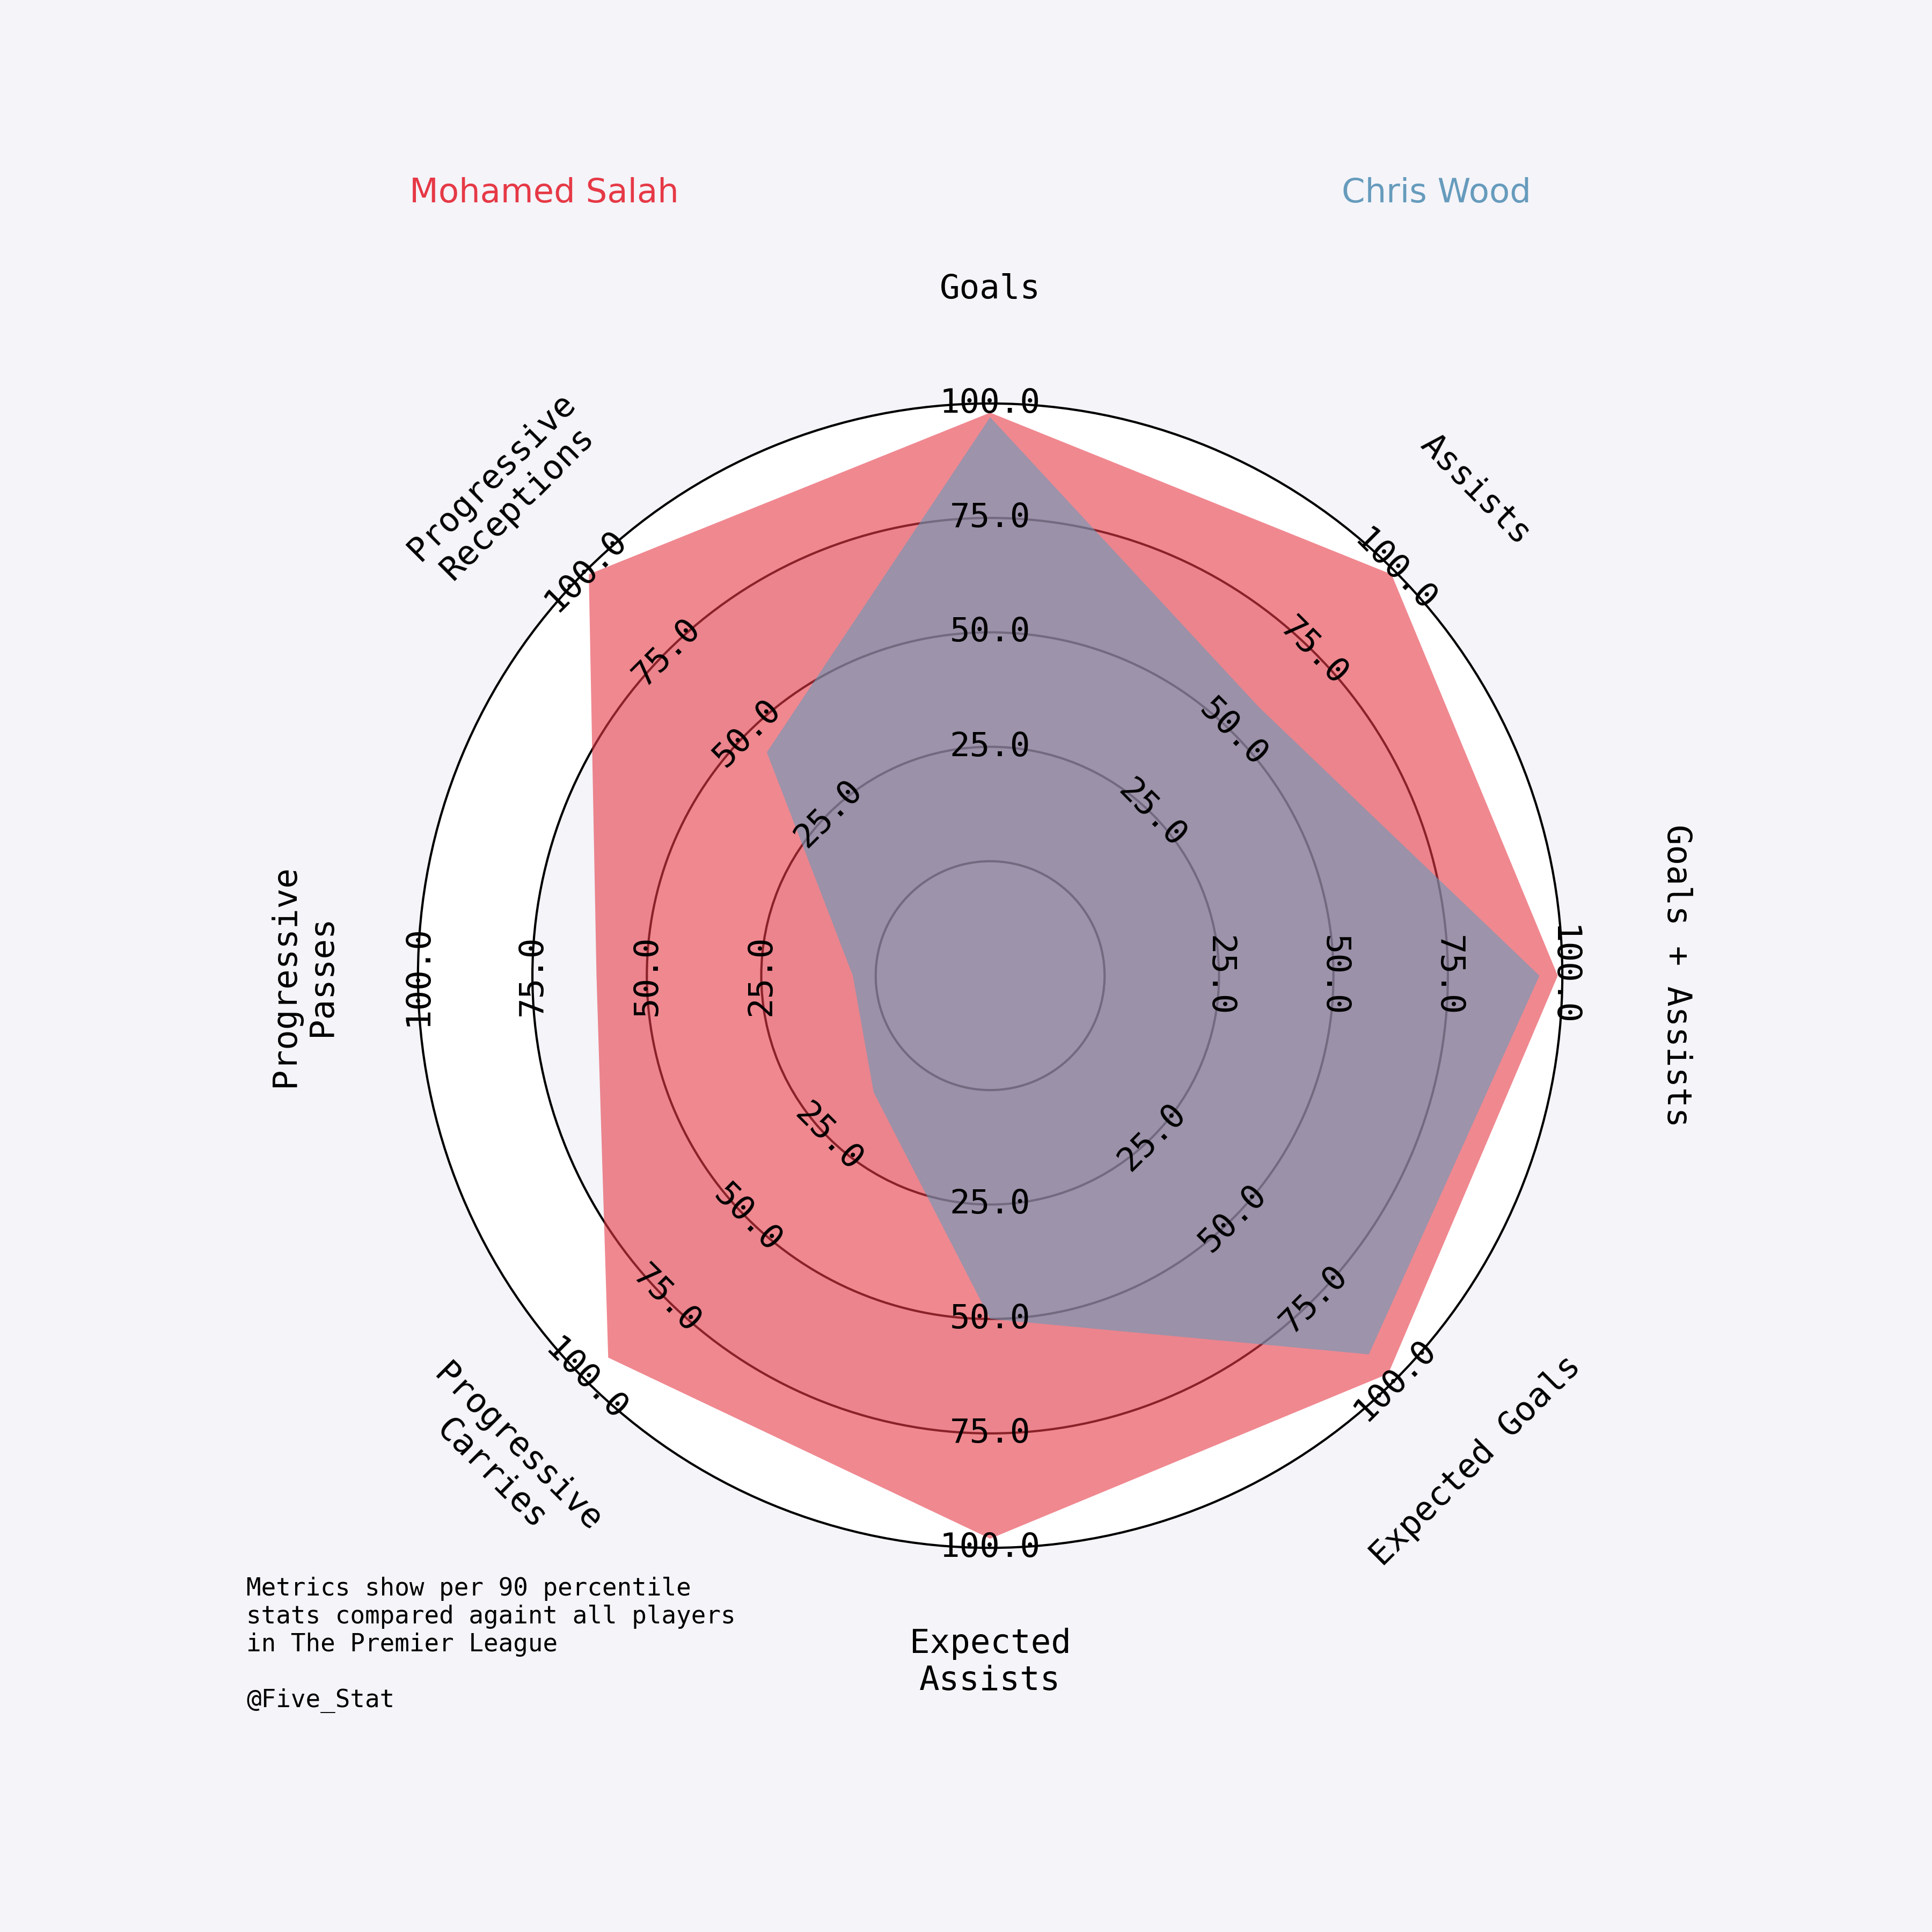 Mohamed Salah
Chris Wood
Goals
Assists
Goals + Assists
Expected Goals
Expected
Assists
Progressive
Carries
Progressive
Passes
Progressive
Receptions
25.0
50.0
75.0
100.0
25.0
50.0
75.0
100.0
25.0
50.0
75.0
100.0
25.0
50.0
75.0
100.0
25.0
50.0
75.0
100.0
25.0
50.0
75.0
100.0
25.0
50.0
75.0
100.0
25.0
50.0
75.0
100.0
Metrics show per 90 percentile
stats compared againt all players
in The Premier League
@Five_Stat